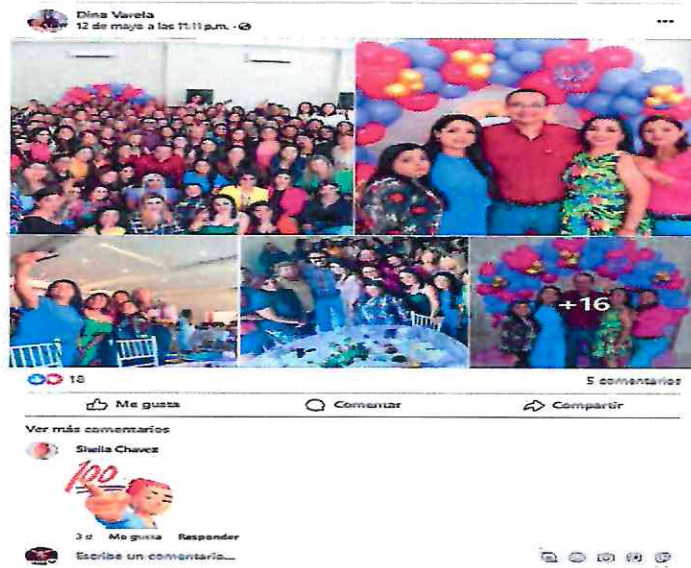 Dina Varela
12 de mayo a las 11:11 p.m. ·
+16
18
5 comentarios
Me gusta
Comentar
Compartir
Ver más comentarios
Sheila Chavez
100
3 d Me gusta Responder
Escribe un comentario...